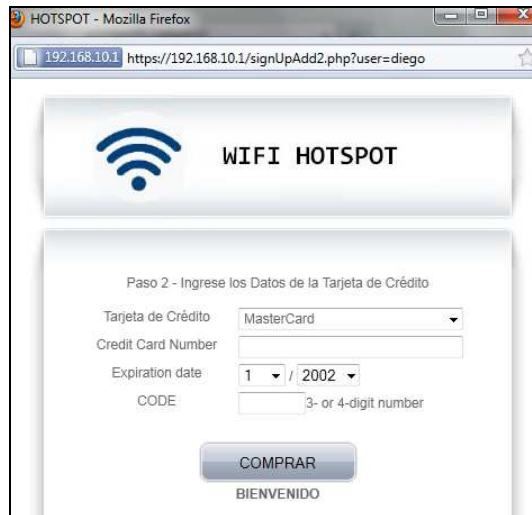 HOTSPOT - Mozilla Firefox
192.168.10.1 https://192.168.10.1/signUpAdd2.php?user=diego
WIFI HOTSPOT
Paso 2 - Ingrese los Datos de la Tarjeta de Crédito
Tarjeta de Crédito MasterCard
Credit Card Number
Expiration date 1 / 2002
CODE 3- or 4-digit number
COMPRAR
BIENVENIDO